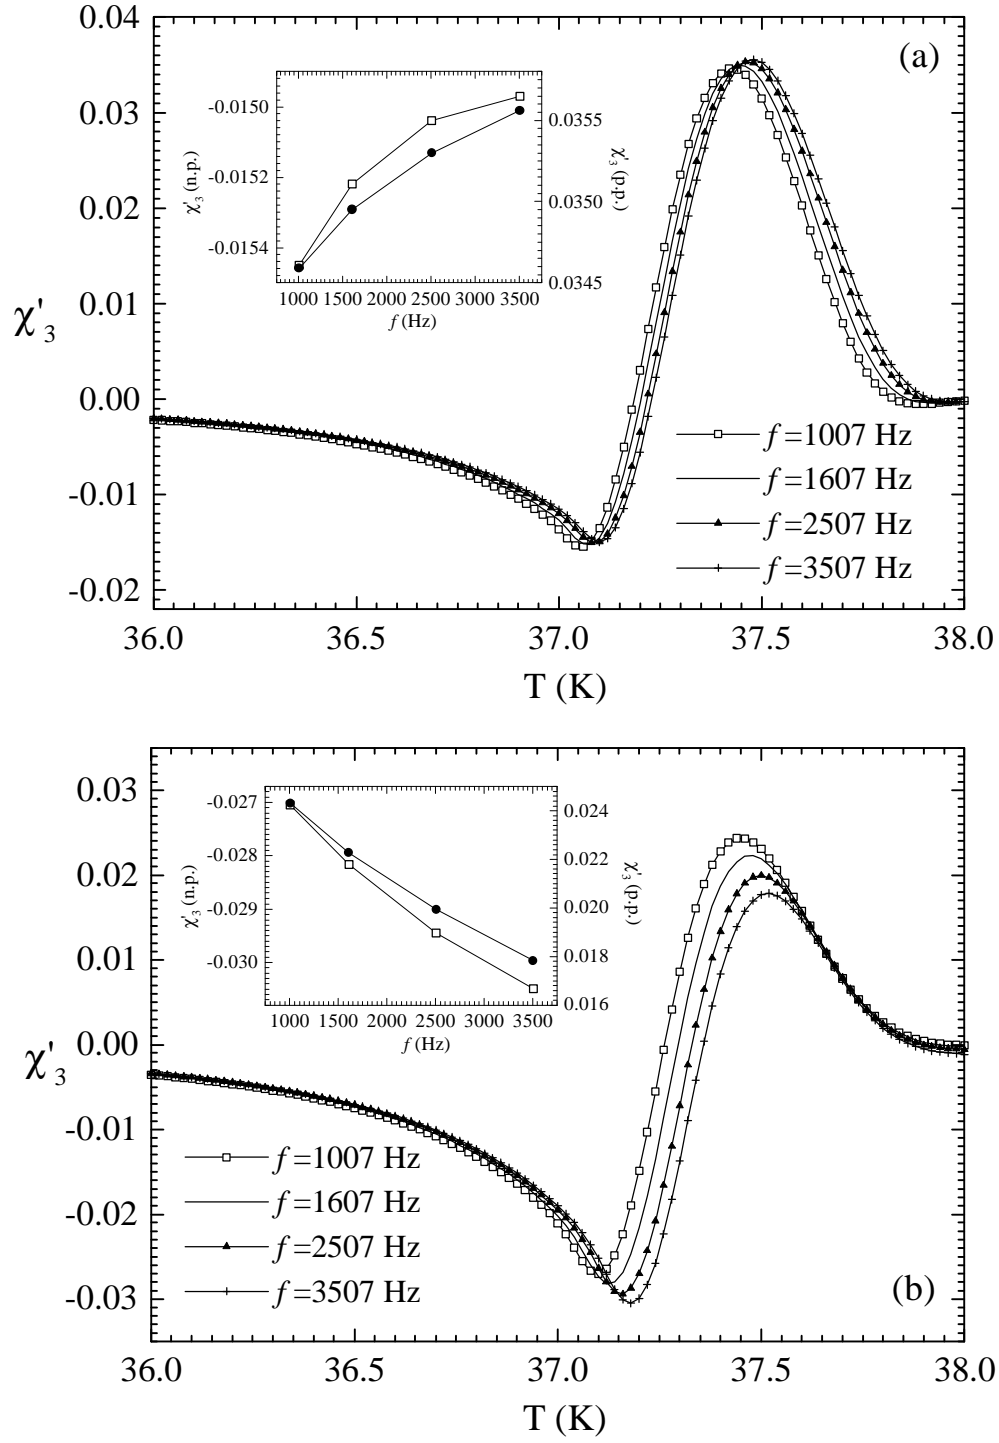 0.04
0.03
0.02
0.01
0.00
-0.01
-0.02
χ'3
(a)
-0.0150
-0.0152
-0.0154
χ'3 (n.p.)
0.0355
0.0350
0.0345
χ'3 (p.p.)
1000 1500 2000 2500 3000 3500
f (Hz)
f=1007 Hz
f=1607 Hz
f=2507 Hz
f=3507 Hz
36.0 36.5 37.0 37.5 38.0
T (K)
0.03
0.02
0.01
0.00
-0.01
-0.02
-0.03
χ'3
-0.027
-0.028
-0.029
-0.030
χ'3 (n.p.)
0.024
0.022
0.020
0.018
0.016
χ'3 (p.p.)
1000 1500 2000 2500 3000 3500
f (Hz)
f=1007 Hz
f=1607 Hz
f=2507 Hz
f=3507 Hz
(b)
36.0 36.5 37.0 37.5 38.0
T (K)